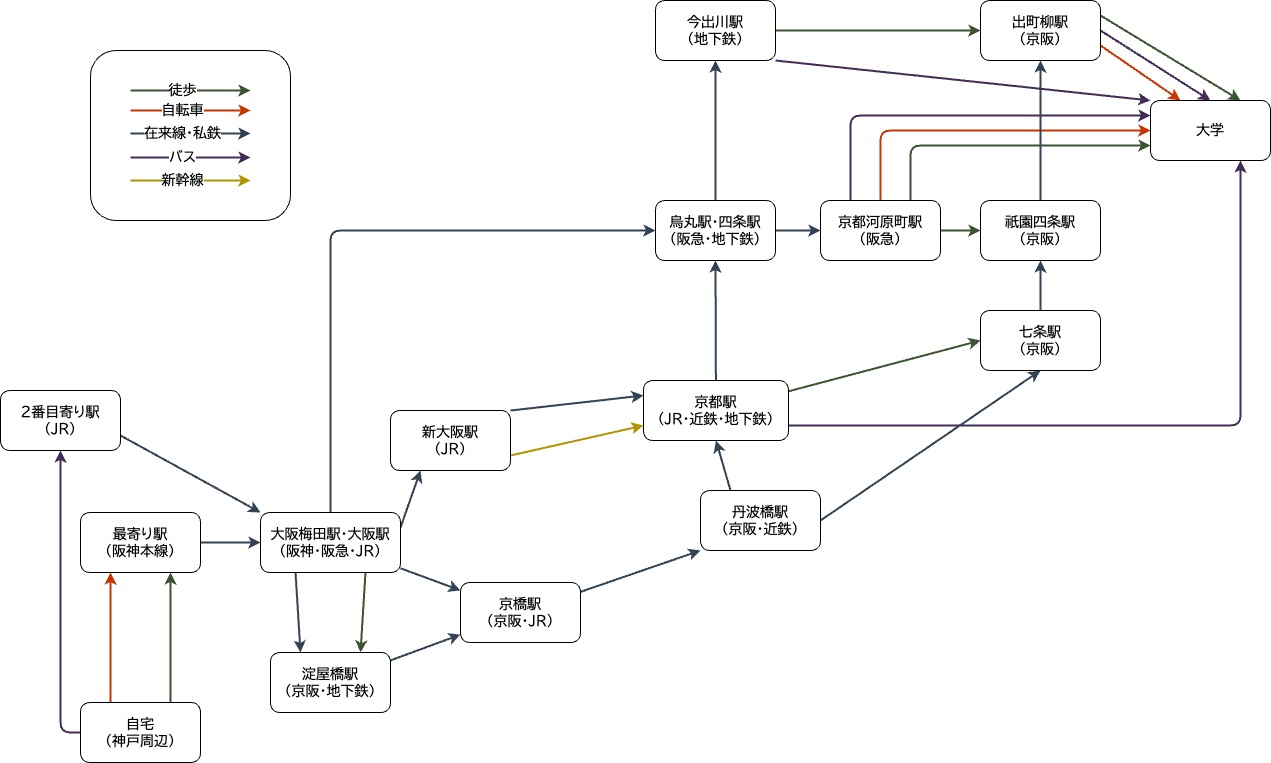 今出川駅
（地下鉄）
出町柳駅
（京阪）
徒歩
自転車
在来線・私鉄
バス
新幹線
大学
烏丸駅・四条駅
（阪急・地下鉄）
京都河原町駅
（阪急）
祇園四条駅
（京阪）
七条駅
（京阪）
2番目寄り駅
（JR）
新大阪駅
（JR）
京都駅
（JR・近鉄・地下鉄）
丹波橋駅
（京阪・近鉄）
最寄り駅
（阪神本線）
大阪梅田駅・大阪駅
（阪神・阪急・JR）
京橋駅
（京阪・JR）
淀屋橋駅
（京阪・地下鉄）
自宅
（神戸周辺）